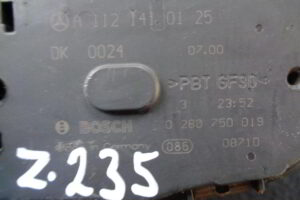 A 112 141 01 25
DK 0024 07.00
>PBT GF30<
3 23:52
BOSCH 0 280 750 019
Germany 086 08710
Z.235